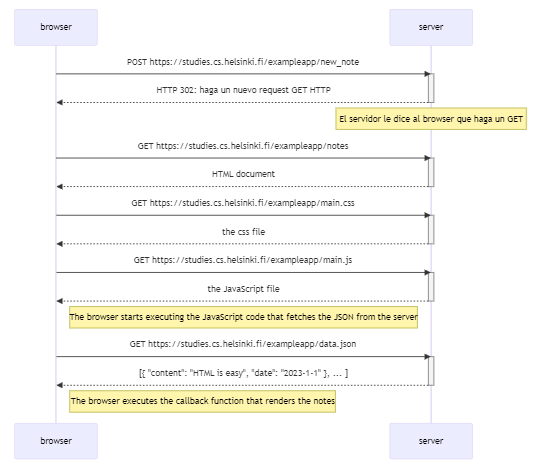 browser
server
POST https://studies.cs.helsinki.fi/exampleapp/new_note
HTTP 302: haga un nuevo request GET HTTP
El servidor le dice al browser que haga un GET
GET https://studies.cs.helsinki.fi/exampleapp/notes
HTML document
GET https://studies.cs.helsinki.fi/exampleapp/main.css
the css file
GET https://studies.cs.helsinki.fi/exampleapp/main.js
the JavaScript file
The browser starts executing the JavaScript code that fetches the JSON from the server
GET https://studies.cs.helsinki.fi/exampleapp/data.json
[{ "content": "HTML is easy", "date": "2023-1-1" }, ... ]
The browser executes the callback function that renders the notes
browser
server